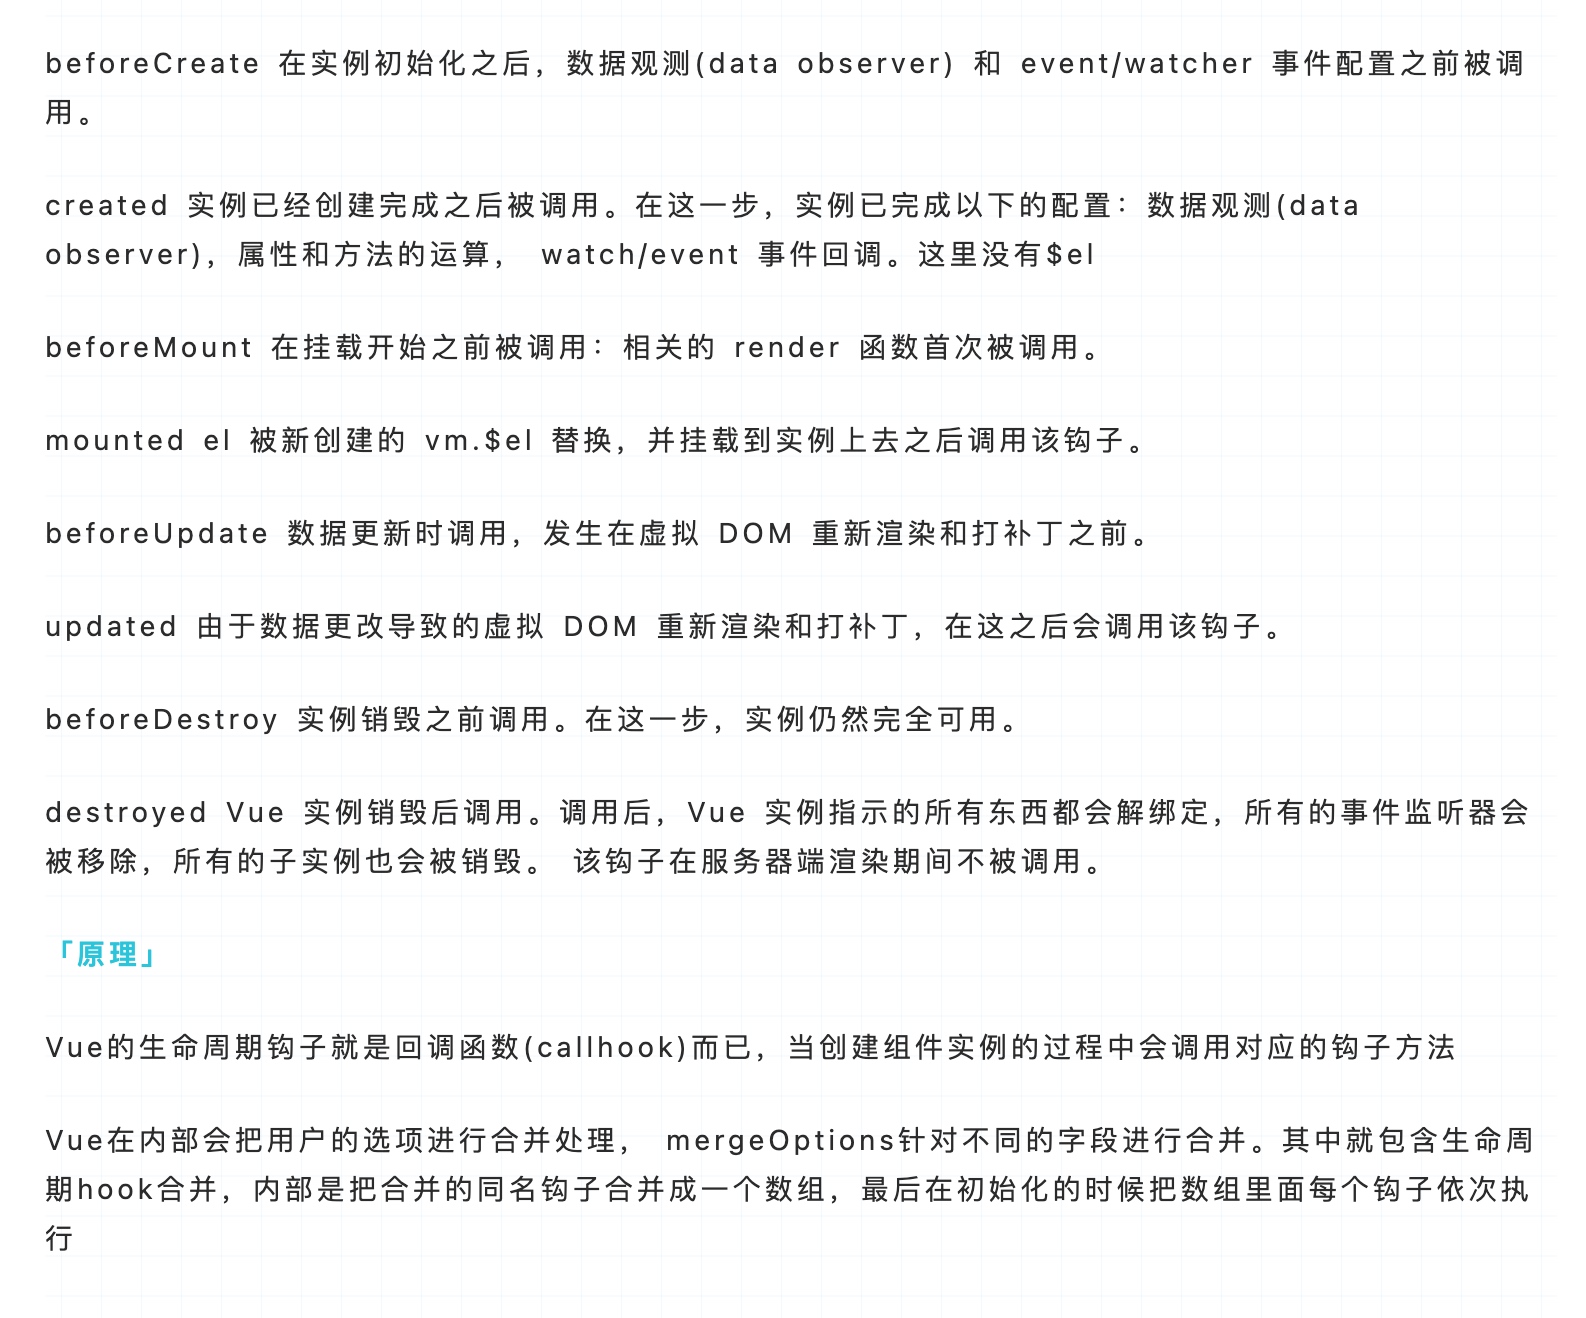 beforeCreate 在实例初始化之后，数据观测(data observer) 和 event/watcher 事件配置之前被调
用。
created 实例已经创建完成之后被调用。在这一步，实例已完成以下的配置：数据观测(data
observer)，属性和方法的运算， watch/event 事件回调。这里没有$el
beforeMount 在挂载开始之前被调用：相关的 render 函数首次被调用。
mounted el 被新创建的 vm.$el 替换，并挂载到实例上去之后调用该钩子。
beforeUpdate 数据更新时调用，发生在虚拟 DOM 重新渲染和打补丁之前。
updated 由于数据更改导致的虚拟 DOM 重新渲染和打补丁，在这之后会调用该钩子。
beforeDestroy 实例销毁之前调用。在这一步，实例仍然完全可用。
destroyed Vue 实例销毁后调用。调用后，Vue 实例指示的所有东西都会解绑定，所有的事件监听器会
被移除，所有的子实例也会被销毁。 该钩子在服务器端渲染期间不被调用。
「原理」
Vue的生命周期钩子就是回调函数(callhook)而已，当创建组件实例的过程中会调用对应的钩子方法
Vue在内部会把用户的选项进行合并处理， mergeOptions针对不同的字段进行合并。其中就包含生命周
期hook合并，内部是把合并的同名钩子合并成一个数组，最后在初始化的时候把数组里面每个钩子依次执
行